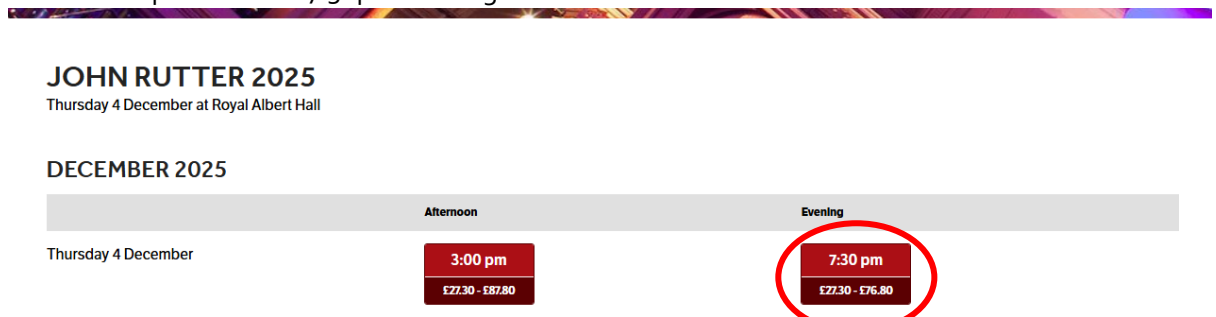 JOHN RUTTER 2025
Thursday 4 December at Royal Albert Hall
DECEMBER 2025
Afternoon Evening
Thursday 4 December 3:00 pm 7:30 pm
£27.30 - £87.80 £27.30 - £76.80